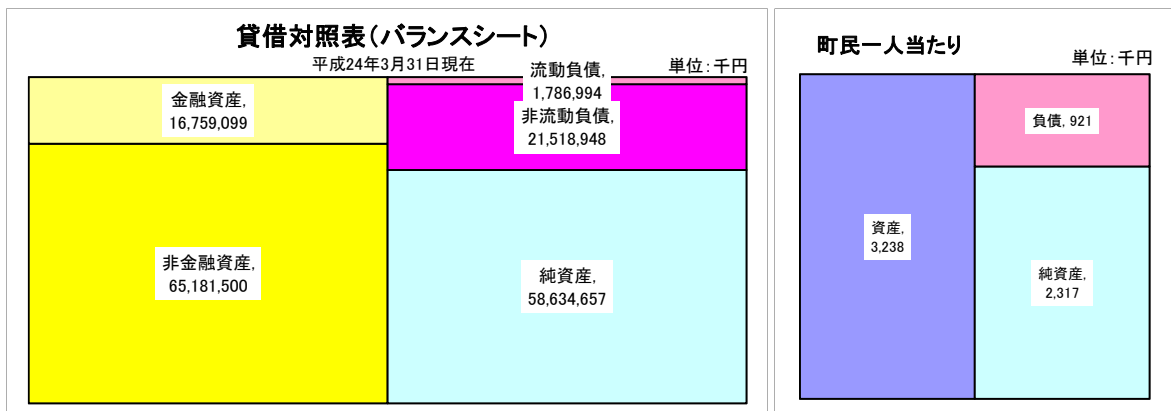 貸借対照表(バランスシート)
平成24年3月31日現在
単位:千円
金融資産,
16,759,099
非金融資産,
65,181,500
流動負債,
1,786,994
非流動負債,
21,518,948
純資産,
58,634,657
町民一人当たり
単位:千円
資産,
3,238
負債, 921
純資産,
2,317